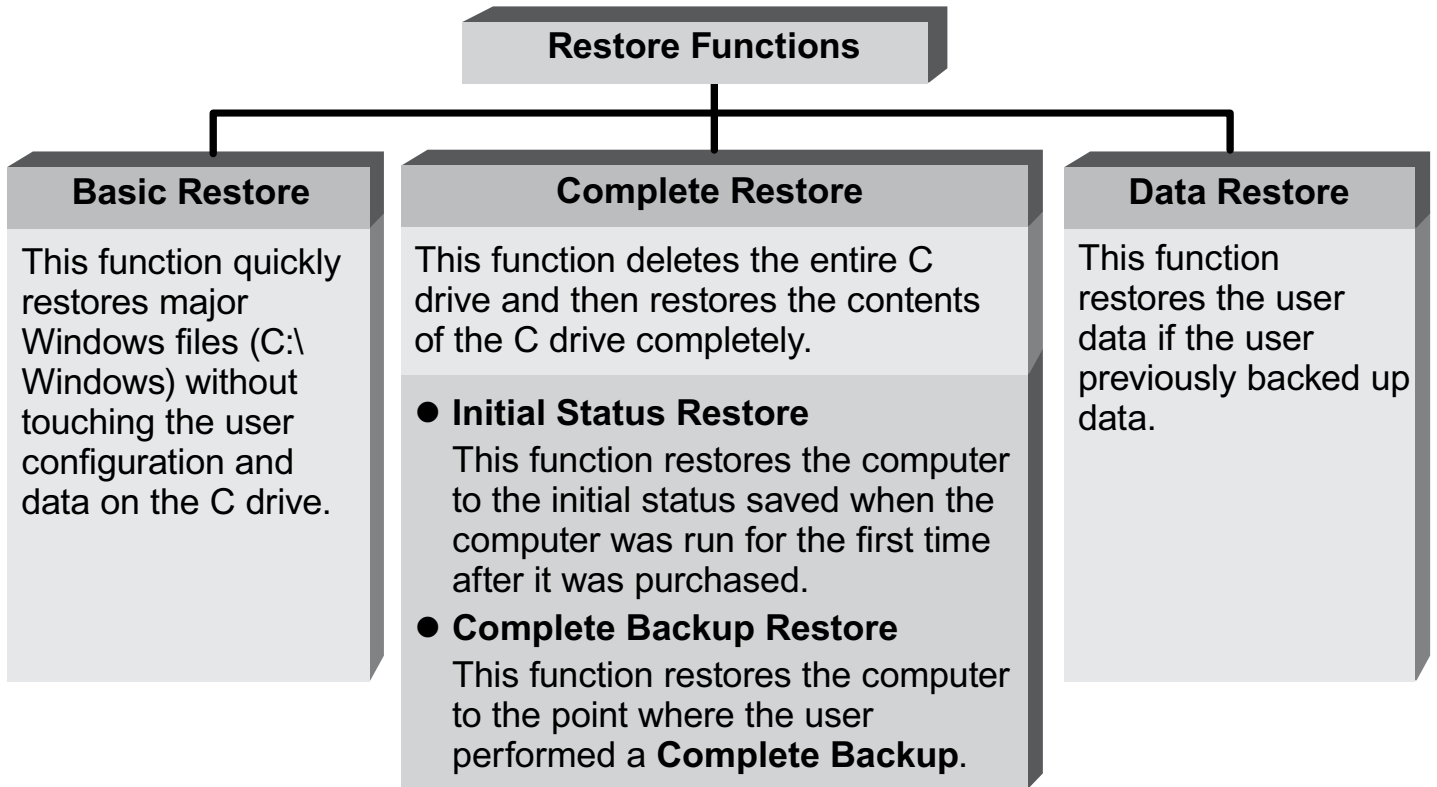 Restore Functions
Basic Restore
This function quickly
restores major
Windows files (C:\
Windows) without
touching the user
configuration and
data on the C drive.
Complete Restore
This function deletes the entire C
drive and then restores the contents
of the C drive completely.
● Initial Status Restore
This function restores the computer
to the initial status saved when the
computer was run for the first time
after it was purchased.
● Complete Backup Restore
This function restores the computer
to the point where the user
performed a Complete Backup.
Data Restore
This function
restores the user
data if the user
previously backed up
data.